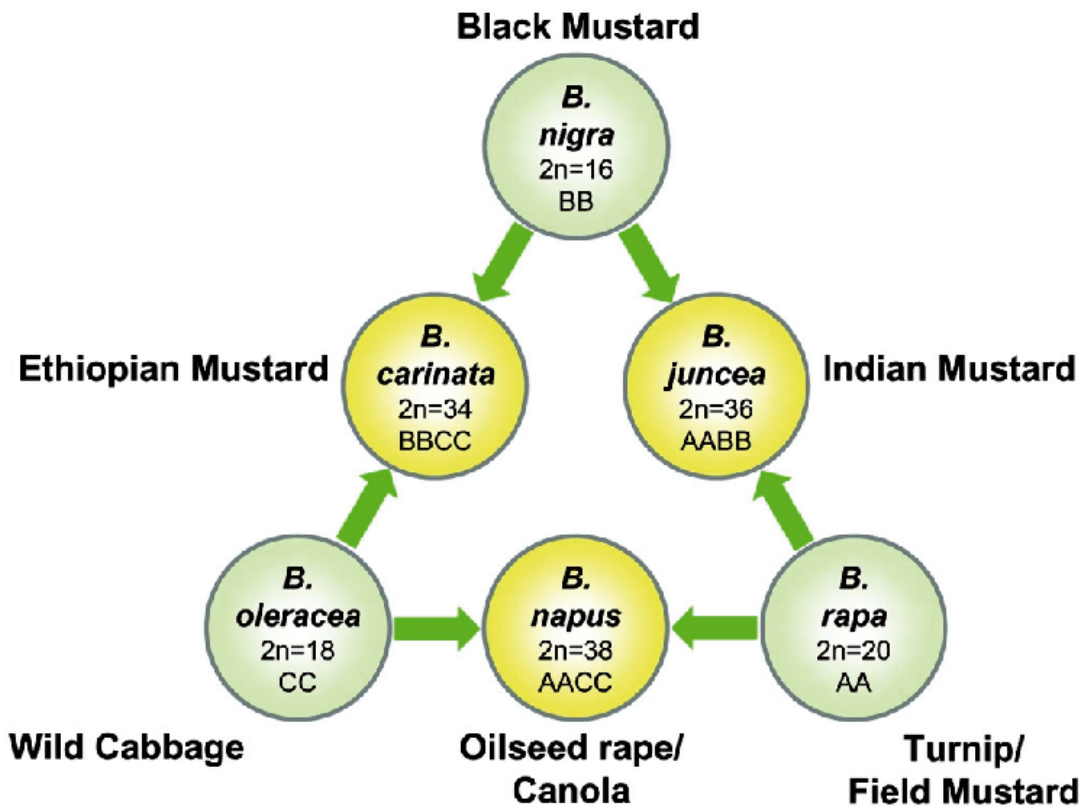 Black Mustard
B.
nigra
2n=16
BB
Ethiopian Mustard
B.
carinata
2n=34
BBCC
B.
juncea
2n=36
AABB
Indian Mustard
B.
oleracea
2n=18
CC
B.
napus
2n=38
AACC
B.
rapa
2n=20
AA
Wild Cabbage
Oilseed rape/
Canola
Turnip/
Field Mustard